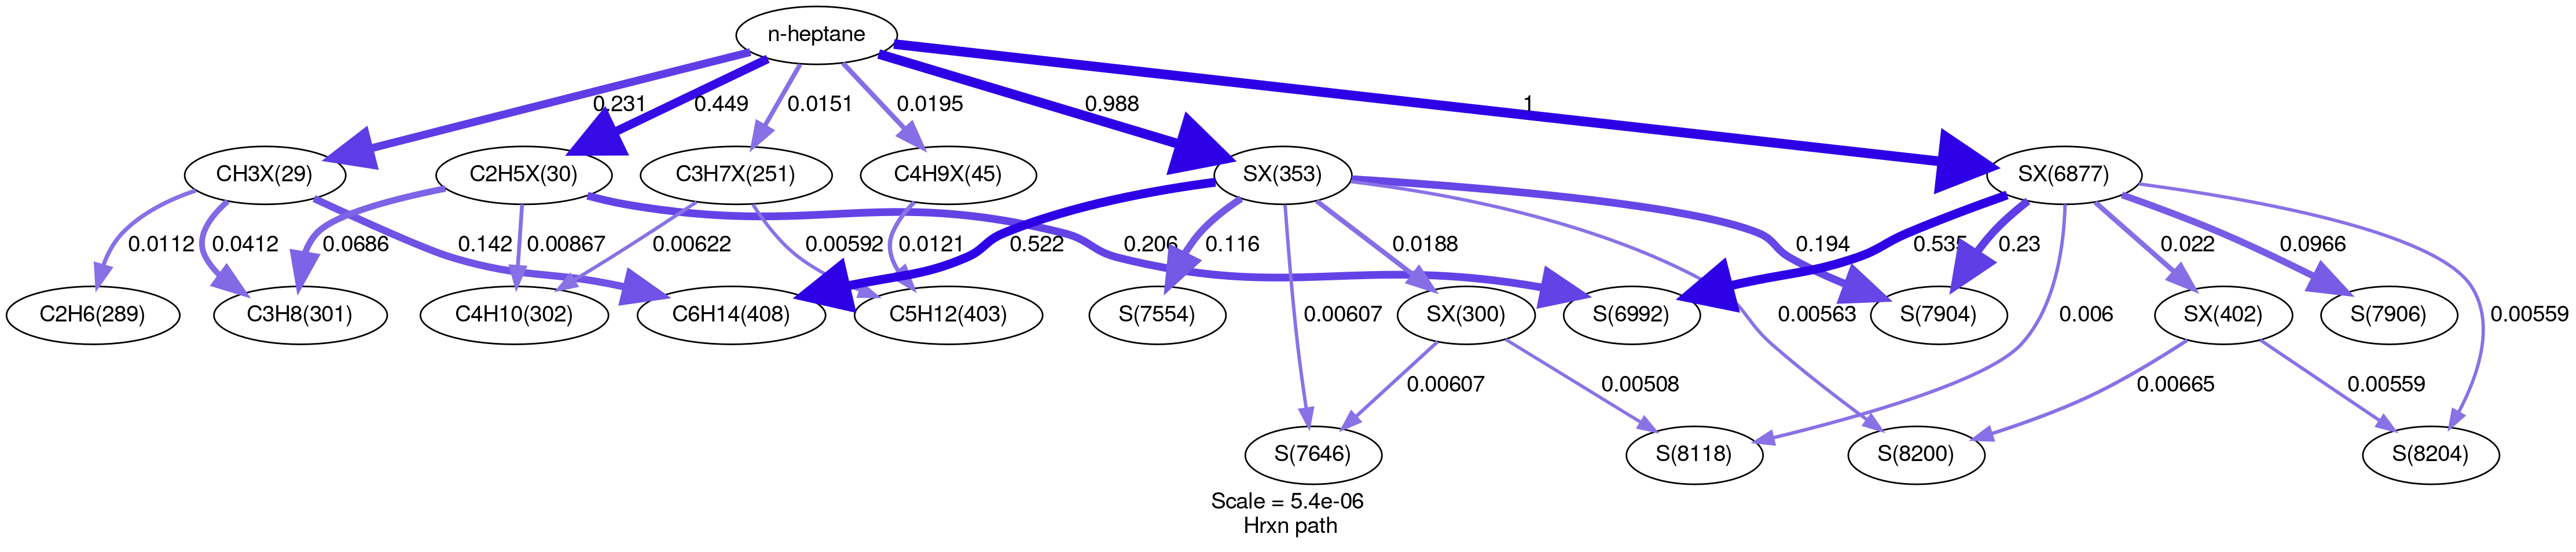 n-heptane
0.231
0.449
0.0151
0.0195
0.988
1
CH3X(29)
C2H5X(30)
C3H7X(251)
C4H9X(45)
SX(353)
SX(6877)
0.0112
0.0412
0.0686
0.142
0.00867
0.00622
0.00592
0.0121
0.522
0.206
0.116
0.0188
0.194
0.535
0.23
0.006
0.022
0.0966
0.00559
C2H6(289)
C3H8(301)
C4H10(302)
C6H14(408)
C5H12(403)
S(7554)
SX(300)
S(6992)
S(7904)
SX(402)
S(7906)
0.00607
0.00563
0.00607
0.00508
0.00665
0.00559
S(7646)
S(8118)
S(8200)
S(8204)
Scale = 5.4e-06
Hrxn path